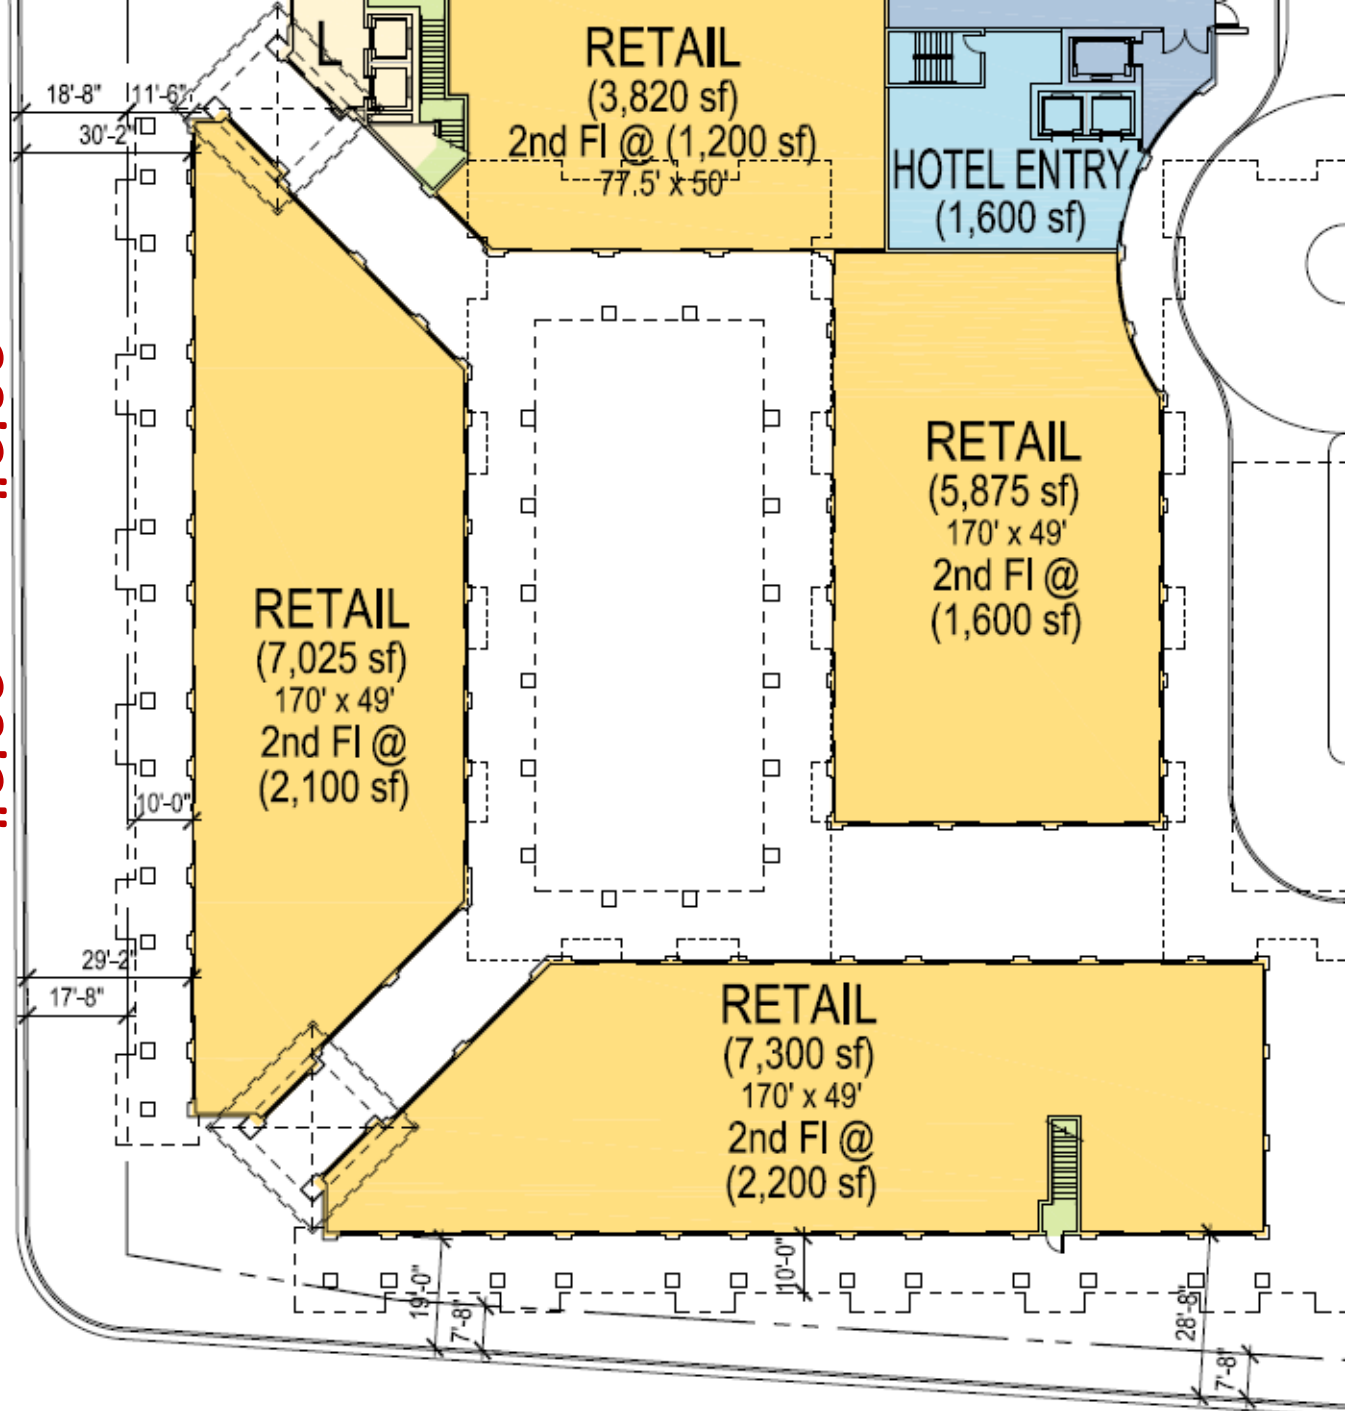 L
RETAIL
(3,820 sf)
2nd Fl @ (1,200 sf)
77.5' x 50'
HOTEL ENTRY
(1,600 sf)
18'-8"
11'-6"
30'-2"
RETAIL
(5,875 sf)
170' x 49'
2nd Fl @
(1,600 sf)
RETAIL
(7,025 sf)
170' x 49'
2nd Fl @
(2,100 sf)
10'-0"
29'-2"
17'-8"
RETAIL
(7,300 sf)
170' x 49'
2nd Fl @
(2,200 sf)
19'-0"
7'-8"
10'-0"
28'-8"
7'-8"